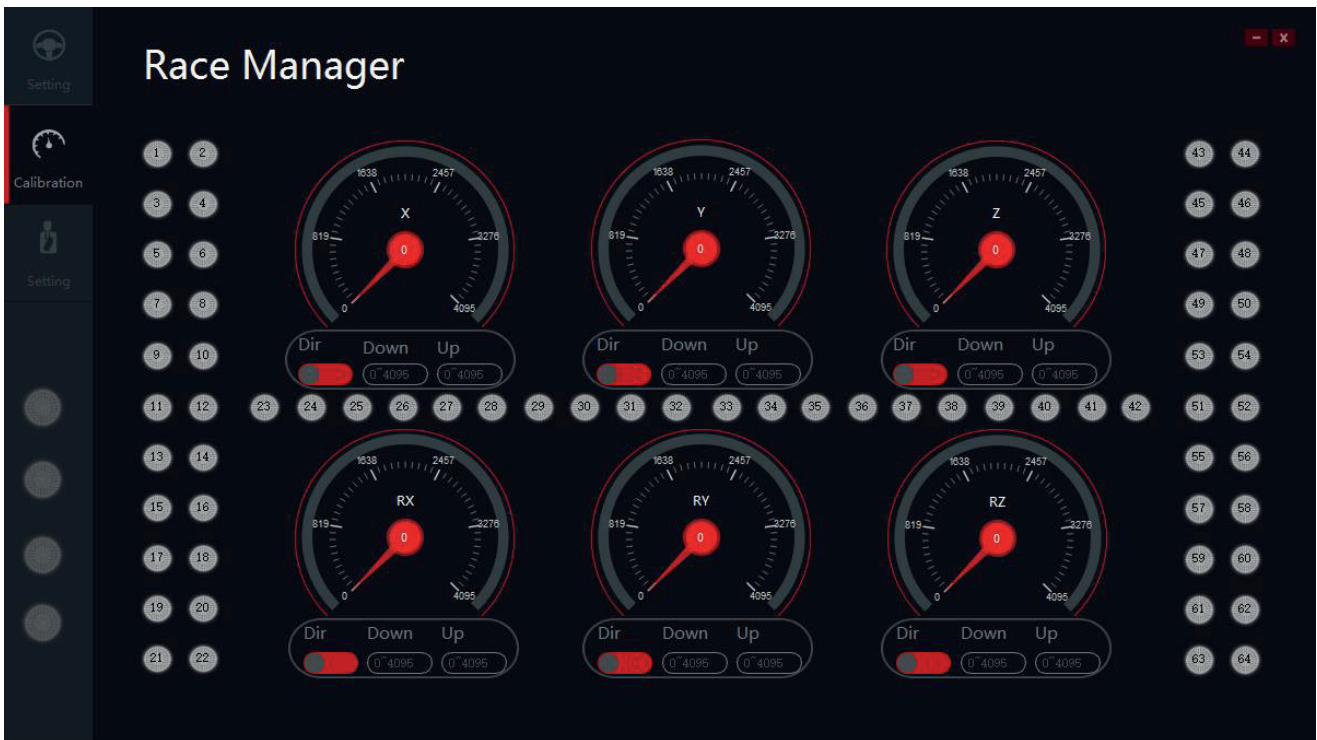 Race Manager
– x
Setting
Calibration
Setting
1 2
3 4
5 6
7 8
9 10
11 12
13 14
15 16
17 18
19 20
21 22
X
0
0 819 1638 2457 3276 4095
Dir Down Up
0~4095 0~4095
Y
0
0 819 1638 2457 3276 4095
Dir Down Up
0~4095 0~4095
Z
0
0 819 1638 2457 3276 4095
Dir Down Up
0~4095 0~4095
23 24 25 26 27 28 29 30 31 32 33 34 35 36 37 38 39 40 41 42
RX
0
0 819 1638 2457 3276 4095
Dir Down Up
0~4095 0~4095
RY
0
0 819 1638 2457 3276 4095
Dir Down Up
0~4095 0~4095
RZ
0
0 819 1638 2457 3276 4095
Dir Down Up
0~4095 0~4095
43 44
45 46
47 48
49 50
53 54
51 52
55 56
57 58
59 60
61 62
63 64